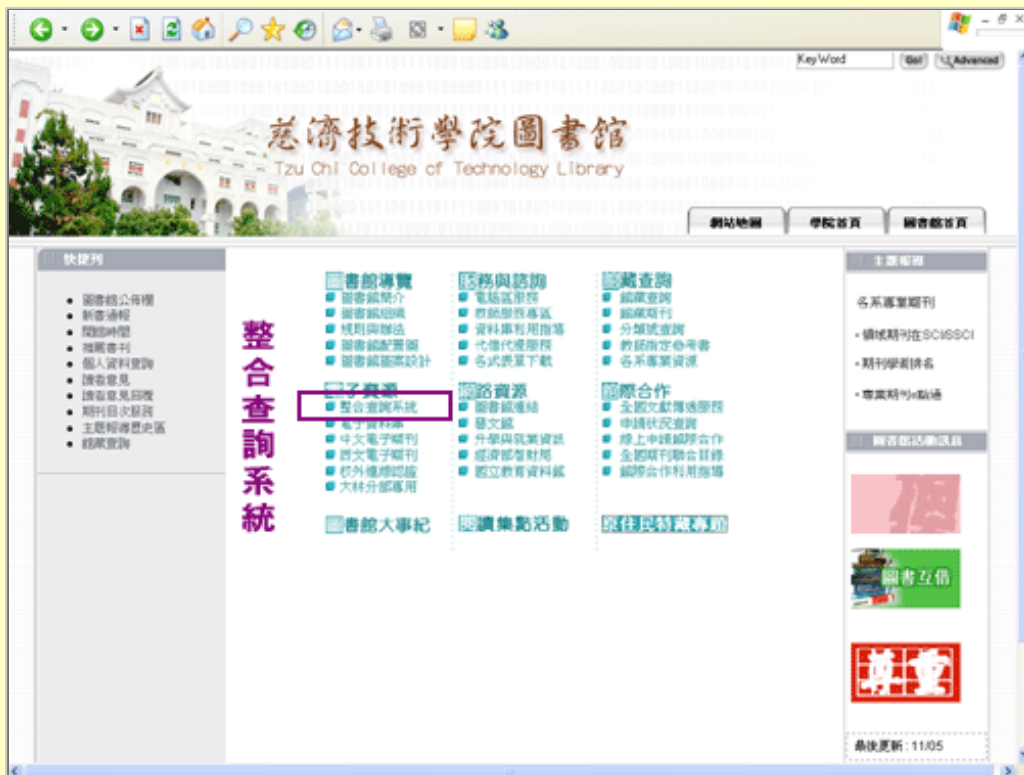 KeyWord Go! Advanced
慈濟技術學院圖書館
Tzu Chi College of Technology Library
網站地圖 學院首頁 圖書館首頁
快捷列
圖書館公佈欄
新書通報
開館時間
推薦書刊
個人資料查詢
讀者意見
讀者意見回覆
期刊目次服務
主題報導歷史區
館藏查詢
整合查詢系統
圖書館導覽
圖書館簡介
圖書館組織
規則與辦法
圖書館配置圖
圖書館圖案設計
服務與諮詢
電腦區服務
教師服務專區
資料庫利用指導
代借代還服務
各式表單下載
館藏查詢
館藏查詢
館藏期刊
分類號查詢
教師指定參考書
各系專業資源
電子資源
整合查詢系統
電子資料庫
中文電子期刊
西文電子期刊
校外連線認證
大林分部專用
網路資源
圖書館連結
藝文館
升學與就業資訊
經濟部智財局
國立教育資料館
館際合作
全國文獻傳遞服務
申請狀況查詢
線上申請館際合作
全國期刊聯合目錄
館際合作利用指導
圖書館大事紀
閱讀集點活動
原住民特藏專題
主題報導
各系專業期刊
領域期刊在SCI/SSCI
期刊學術排名
專業期刊e點通
圖書館活動訊息
圖書互借
尊重
最後更新 : 11/05